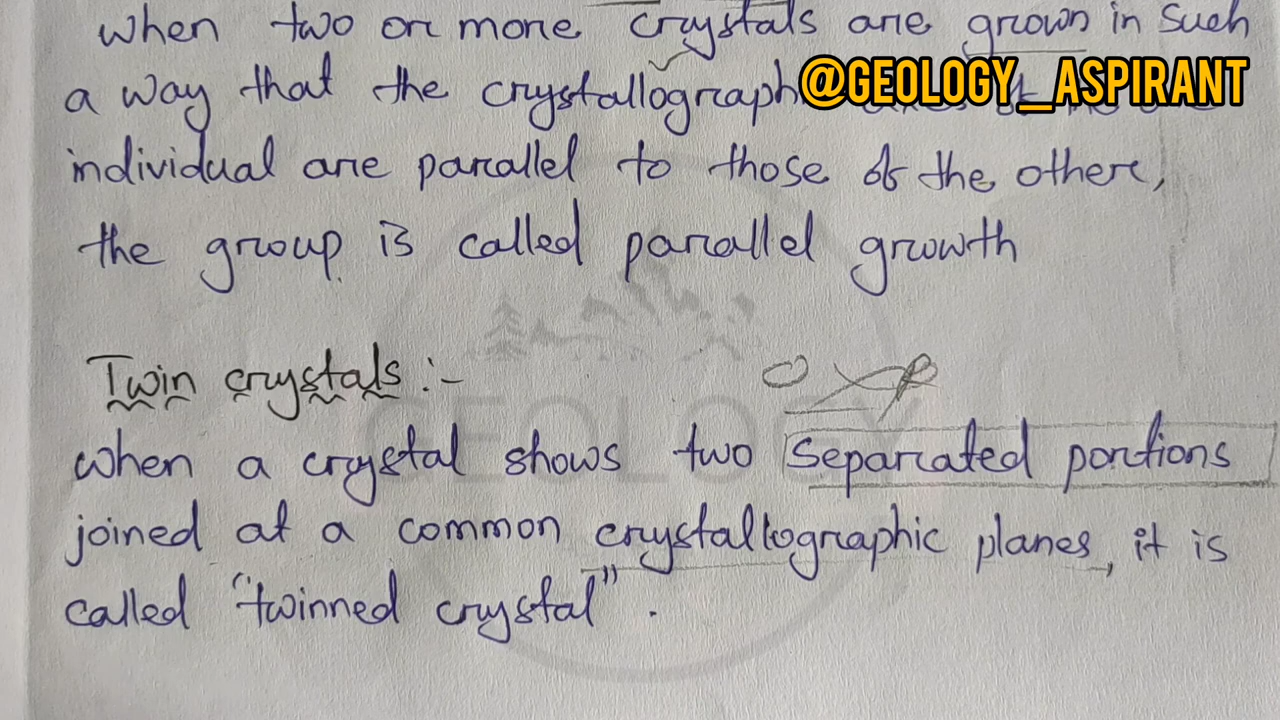 when two or more crystals are grown in such
a way that the crystallograph
@GEOLOGY_ASPIRANT
individual are parallel to those of the other,
the group is called parallel growth
Twin crystals :-
when a crystal shows two separated portions
joined at a common crystallographic planes, it is
called "twinned crystal".
GEOLOGY